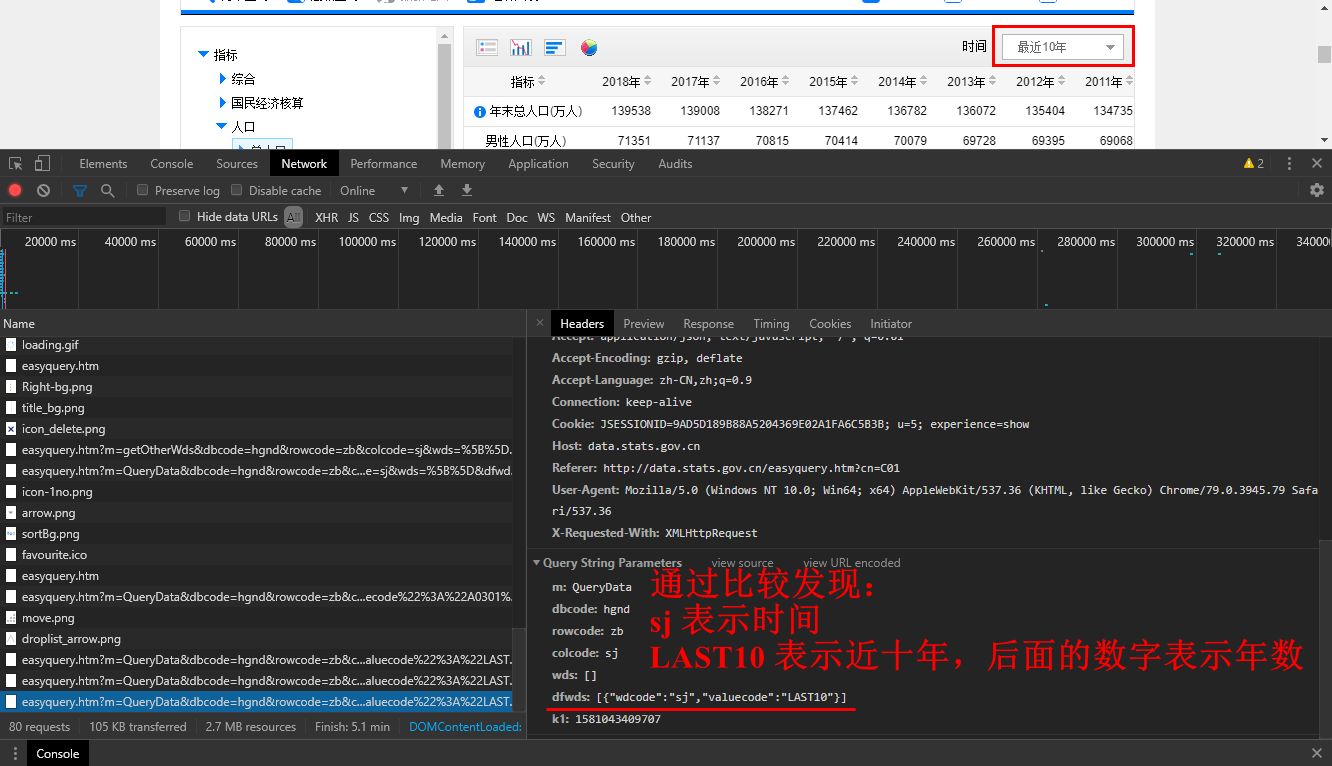 指标
综合
国民经济核算
人口
时间
最近10年
指标 2018年 2017年 2016年 2015年 2014年 2013年 2012年 2011年
年末总人口(万人) 139538 139008 138271 137462 136782 136072 135404 134735
男性人口(万人) 71351 71137 70815 70414 70079 69728 69395 69068
Elements Console Sources Network Performance Memory Application Security Audits 2
Preserve log Disable cache Online
Filter Hide data URLs All XHR JS CSS Img Media Font Doc WS Manifest Other
20000 ms 40000 ms 60000 ms 80000 ms 100000 ms 120000 ms 140000 ms 160000 ms 180000 ms 200000 ms 220000 ms 240000 ms 260000 ms 280000 ms 300000 ms 320000 ms 34000
Name
loading.gif
easyquery.htm
Right-bg.png
title_bg.png
icon_delete.png
easyquery.htm?m=getOtherWds&dbcode=hgnd&rowcode=zb&colcode=sj&wds=%5B%5D.
easyquery.htm?m=QueryData&dbcode=hgnd&rowcode=zb&c...e=sj&wds=%5B%5D&dfwd.
icon-1no.png
arrow.png
sortBg.png
favourite.ico
easyquery.htm
easyquery.htm?m=QueryData&dbcode=hgnd&rowcode=zb&c...ecode%22%3A%22A0301%.
move.png
droplist_arrow.png
easyquery.htm?m=QueryData&dbcode=hgnd&rowcode=zb&c...aluecode%22%3A%22LAST.
easyquery.htm?m=QueryData&dbcode=hgnd&rowcode=zb&c...aluecode%22%3A%22LAST.
easyquery.htm?m=QueryData&dbcode=hgnd&rowcode=zb&c...aluecode%22%3A%22LAST.
80 requests 105 KB transferred 2.7 MB resources Finish: 5.1 min DOMContentLoaded:
Headers Preview Response Timing Cookies Initiator
Accept: application/json, text/javascript, */*; q=0.01
Accept-Encoding: gzip, deflate
Accept-Language: zh-CN,zh;q=0.9
Connection: keep-alive
Cookie: JSESSIONID=9AD5D189B88A5204369E02A1FA6C5B3B; u=5; experience=show
Host: data.stats.gov.cn
Referer: http://data.stats.gov.cn/easyquery.htm?cn=C01
User-Agent: Mozilla/5.0 (Windows NT 10.0; Win64; x64) AppleWebKit/537.36 (KHTML, like Gecko) Chrome/79.0.3945.79 Safa
ri/537.36
X-Requested-With: XMLHttpRequest
Query String Parameters view source view URL encoded
m: QueryData
dbcode: hgnd
rowcode: zb
colcode: sj
wds: []
dfwds: [{"wdcode":"sj","valuecode":"LAST10"}]
k1: 1581043409707
通过比较发现：
sj 表示时间
LAST10 表示近十年，后面的数字表示年数
Console